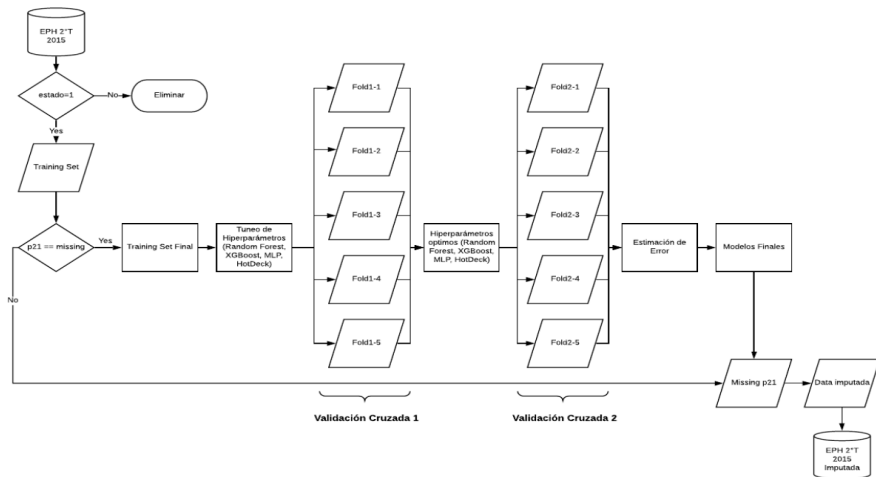 EPH 2°T
2015
estado=1
No
Eliminar
Yes
Training Set
p21 == missing
Yes
No
Training Set Final
Tuneo de
Hiperparámetros
(Random Forest,
XGBoost, MLP,
HotDeck)
Fold1-1
Fold1-2
Fold1-3
Fold1-4
Fold1-5
Validación Cruzada 1
Hiperparámetros
optimos (Random
Forest, XGBoost,
MLP, HotDeck)
Fold2-1
Fold2-2
Fold2-3
Fold2-4
Fold2-5
Validación Cruzada 2
Estimación de
Error
Modelos Finales
Missing p21
Data imputada
EPH 2°T
2015
Imputada